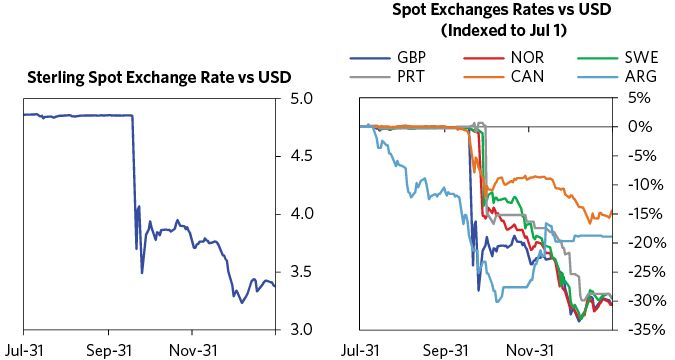 Sterling Spot Exchange Rate vs USD
5.0
4.5
4.0
3.5
3.0
Jul-31
Sep-31
Nov-31
Spot Exchanges Rates vs USD
(Indexed to Jul 1)
GBP NOR SWE
PRT CAN ARG
5%
0%
-5%
-10%
-15%
-20%
-25%
-30%
-35%
Jul-31
Sep-31
Nov-31